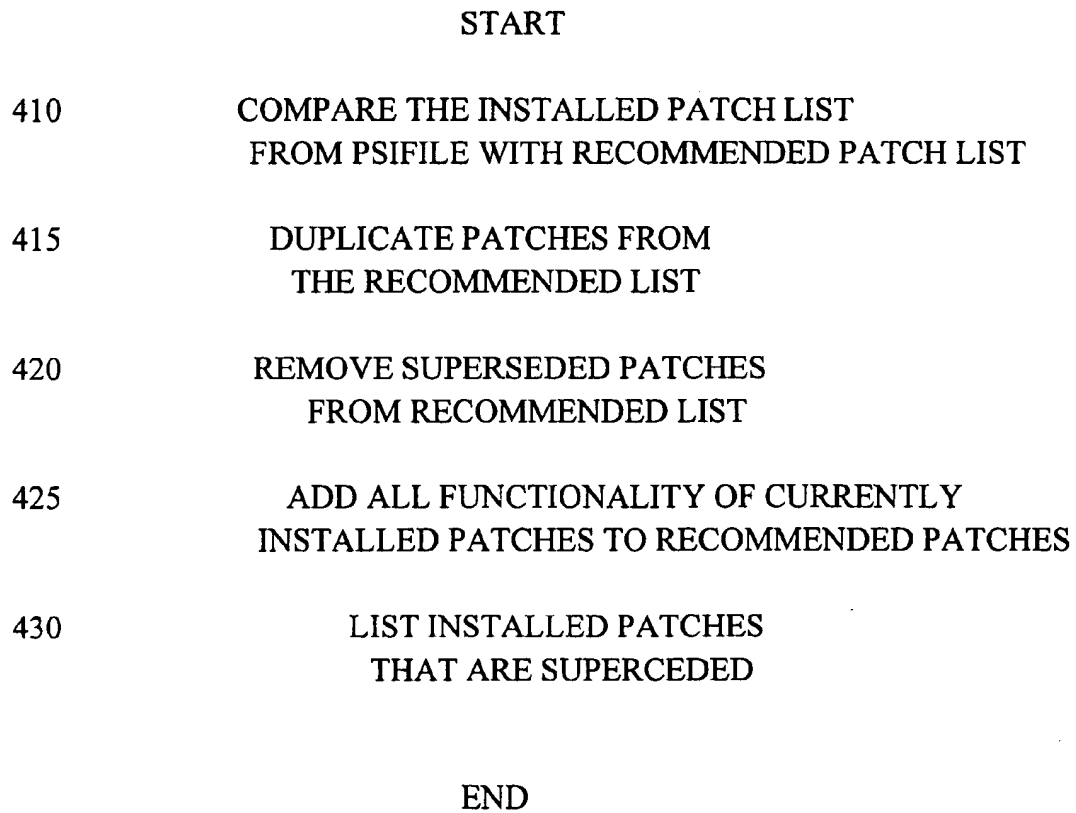 START
410 COMPARE THE INSTALLED PATCH LIST
FROM PSIFILE WITH RECOMMENDED PATCH LIST
415 DUPLICATE PATCHES FROM
THE RECOMMENDED LIST
420 REMOVE SUPERSEDED PATCHES
FROM RECOMMENDED LIST
425 ADD ALL FUNCTIONALITY OF CURRENTLY
INSTALLED PATCHES TO RECOMMENDED PATCHES
430 LIST INSTALLED PATCHES
THAT ARE SUPERCEDED
END